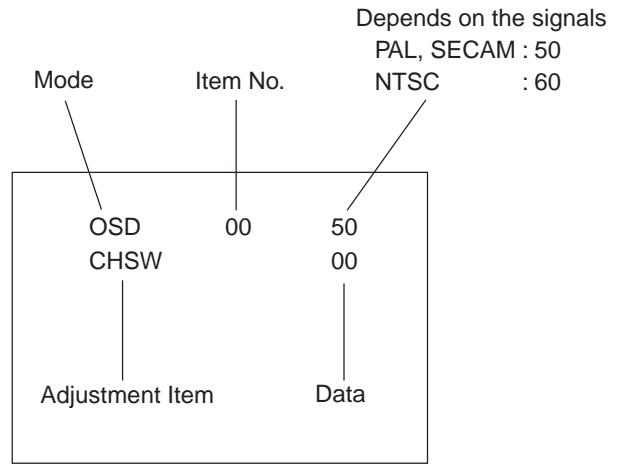 Depends on the signals
PAL, SECAM : 50
Mode Item No. NTSC : 60
OSD 00 50
CHSW 00
Adjustment Item Data